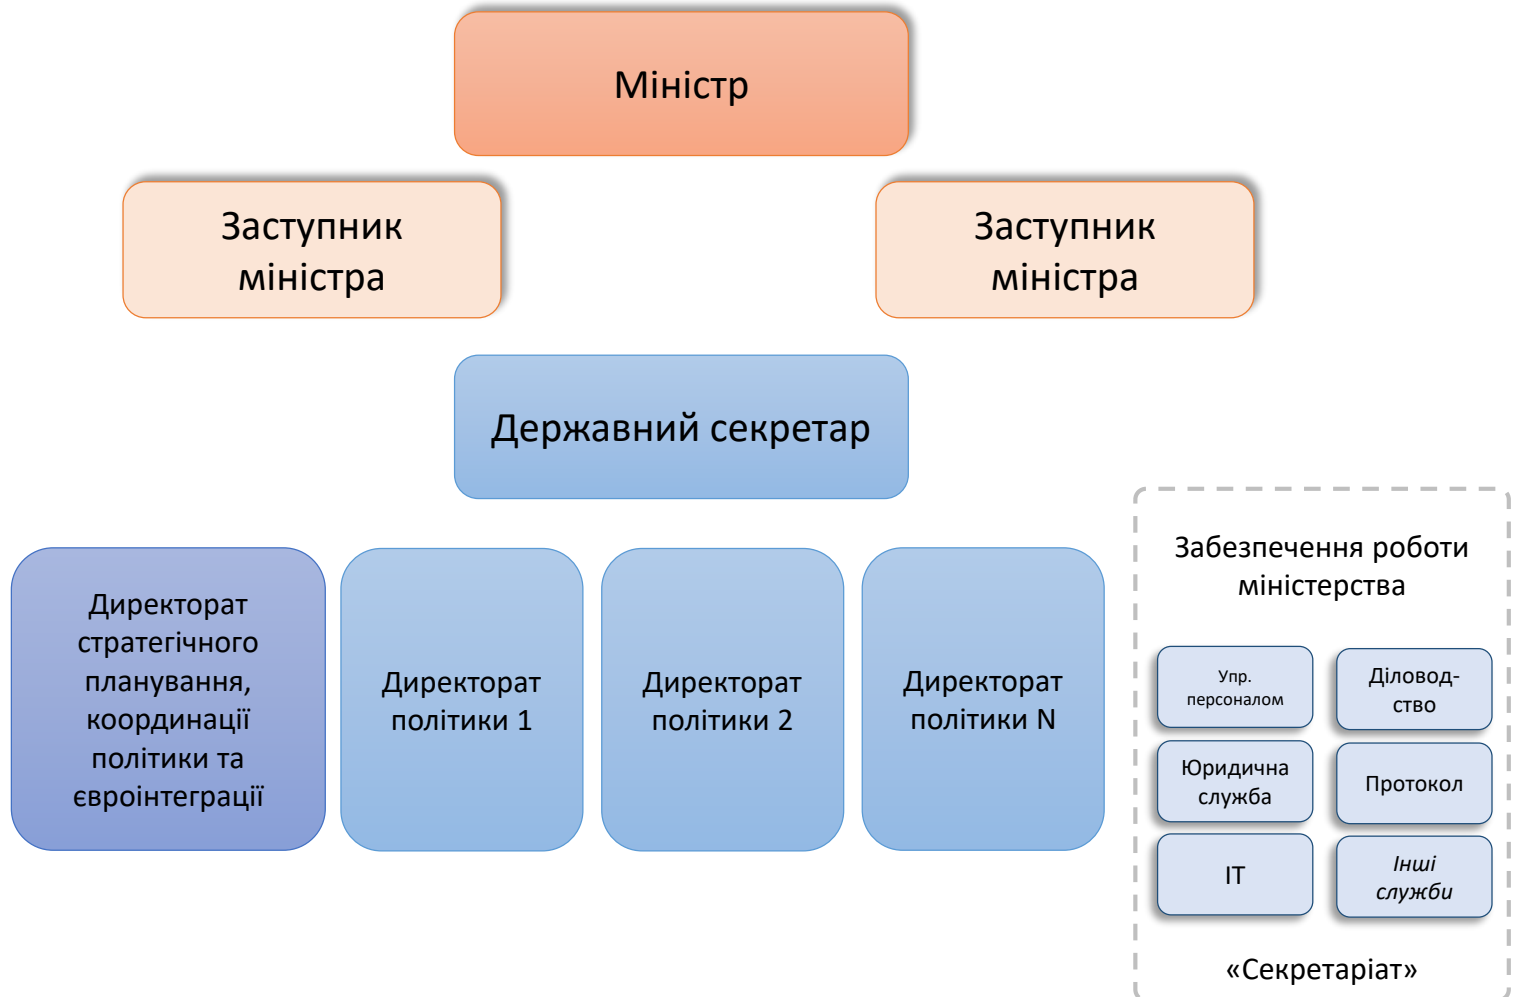 Міністр
Заступник
міністра
Заступник
міністра
Державний секретар
Директорат
стратегічного
планування,
координації
політики та
євроінтеграції
Директорат
політики 1
Директорат
політики 2
Директорат
політики N
Забезпечення роботи
міністерства
Упр.
персоналом
Діловод-
ство
Юридична
служба
Протокол
ІТ
Інші
служби
«Секретаріат»